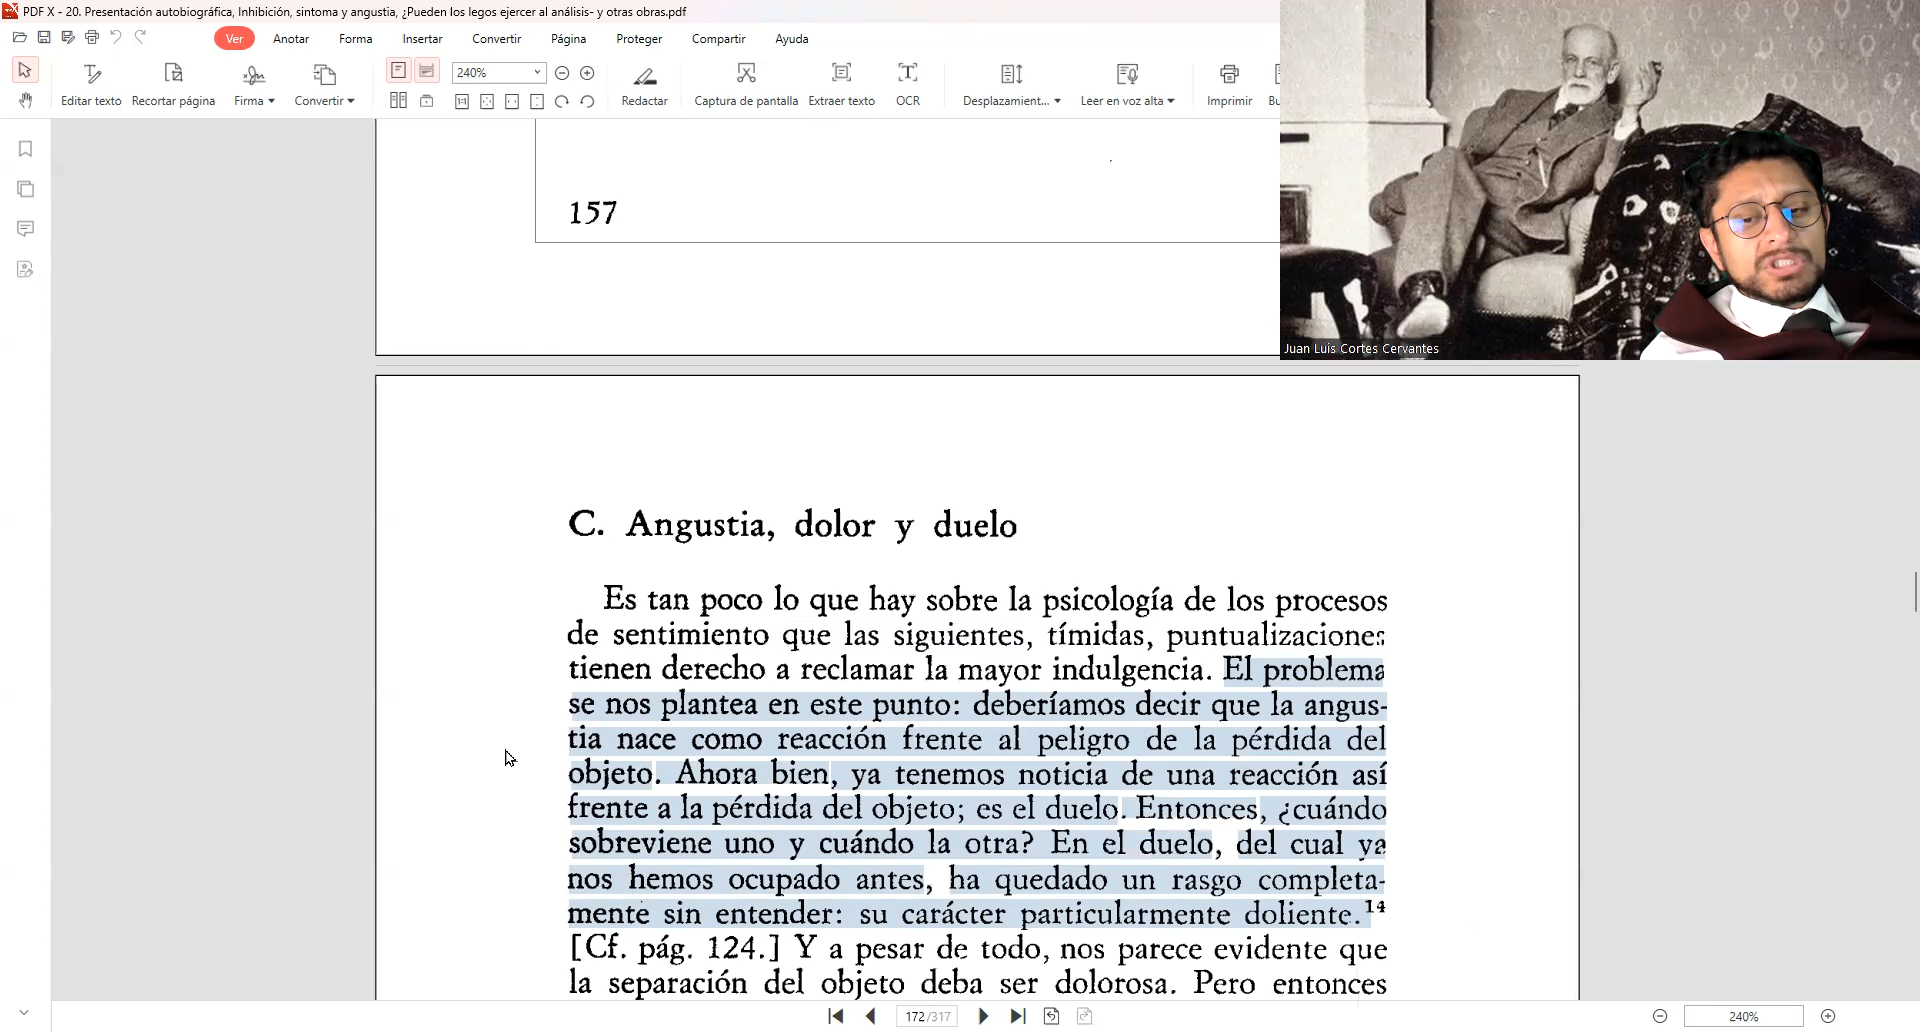 PDF X - 20. Presentación autobiográfica, Inhibición, sintoma y angustia, ¿Pueden los legos ejercer al análisis- y otras obras.pdf
Ver Anotar Forma Insertar Convertir Página Proteger Compartir Ayuda
240%
Editar texto Recortar página Firma Convertir Redactar Captura de pantalla Extraer texto OCR Desplazamient... Leer en voz alta Imprimir Bu
157
Juan Luis Cortes Cervantes
C. Angustia, dolor y duelo
Es tan poco lo que hay sobre la psicología de los procesos
de sentimiento que las siguientes, tímidas, puntualizaciones
tienen derecho a reclamar la mayor indulgencia. El problema
se nos plantea en este punto: deberíamos decir que la angus-
tia nace como reacción frente al peligro de la pérdida del
objeto. Ahora bien, ya tenemos noticia de una reacción así
frente a la pérdida del objeto; es el duelo. Entonces, ¿cuándo
sobreviene uno y cuándo la otra? En el duelo, del cual ya
nos hemos ocupado antes, ha quedado un rasgo completa-
mente sin entender: su carácter particularmente doliente.¹⁴
[Cf. pág. 124.] Y a pesar de todo, nos parece evidente que
la separación del objeto deba ser dolorosa. Pero entonces
172/317
240%